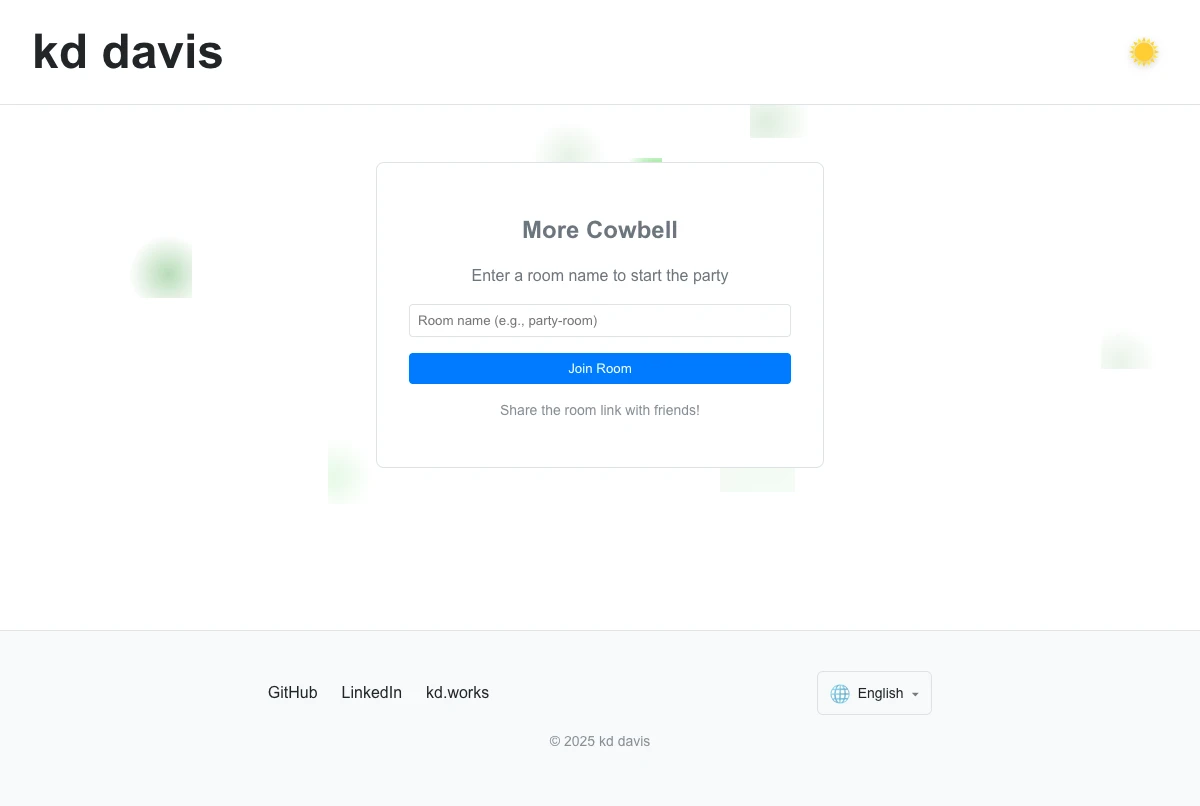 kd davis
More Cowbell
Enter a room name to start the party
Room name (e.g., party-room)
Join Room
Share the room link with friends!
GitHub LinkedIn kd.works
English
© 2025 kd davis